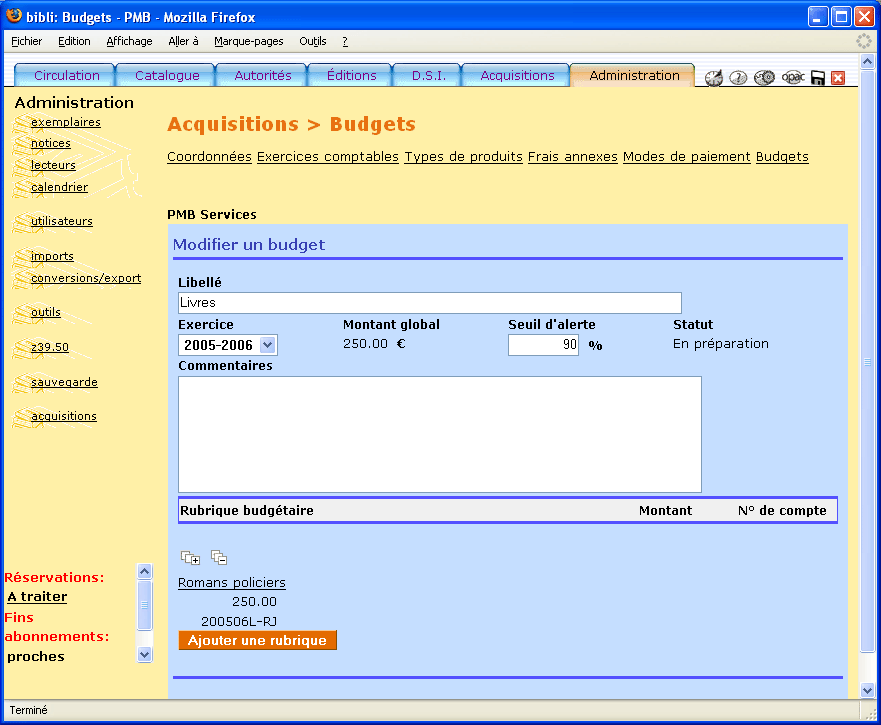 bibli: Budgets - PMB - Mozilla Firefox
Fichier Edition Affichage Aller à Marque-pages Outils ?
Circulation Catalogue Autorités Éditions D.S.I. Acquisitions Administration opac
Administration
exemplaires
notices
lecteurs
calendrier
utilisateurs
imports
conversions/export
outils
z39.50
sauvegarde
acquisitions
Réservations:
A traiter
Fins
abonnements:
proches
Acquisitions > Budgets
Coordonnées Exercices comptables Types de produits Frais annexes Modes de paiement Budgets
PMB Services
Modifier un budget
Libellé
Livres
Exercice Montant global Seuil d'alerte Statut
2005-2006 250.00 € 90 % En préparation
Commentaires
Rubrique budgétaire Montant N° de compte
Romans policiers
250.00
200506L-RJ
Ajouter une rubrique
Terminé